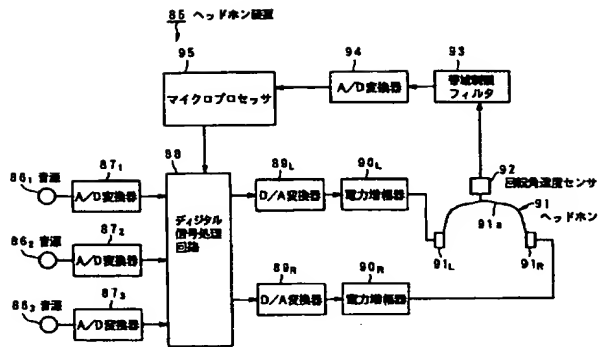 85 ヘッドホン装置
95
マイクロプロセッサ
94
A/D変換器
93
帯域制限
フィルタ
92
回転角速度センサ
91
ヘッドホン
91a
91L
91R
86₁ 音源
87₁
A/D変換器
86₂ 音源
87₂
A/D変換器
86₃ 音源
87₃
A/D変換器
88
ディジタル
信号処理
回路
89L
D/A変換器
90L
電力増幅器
89R
D/A変換器
90R
電力増幅器